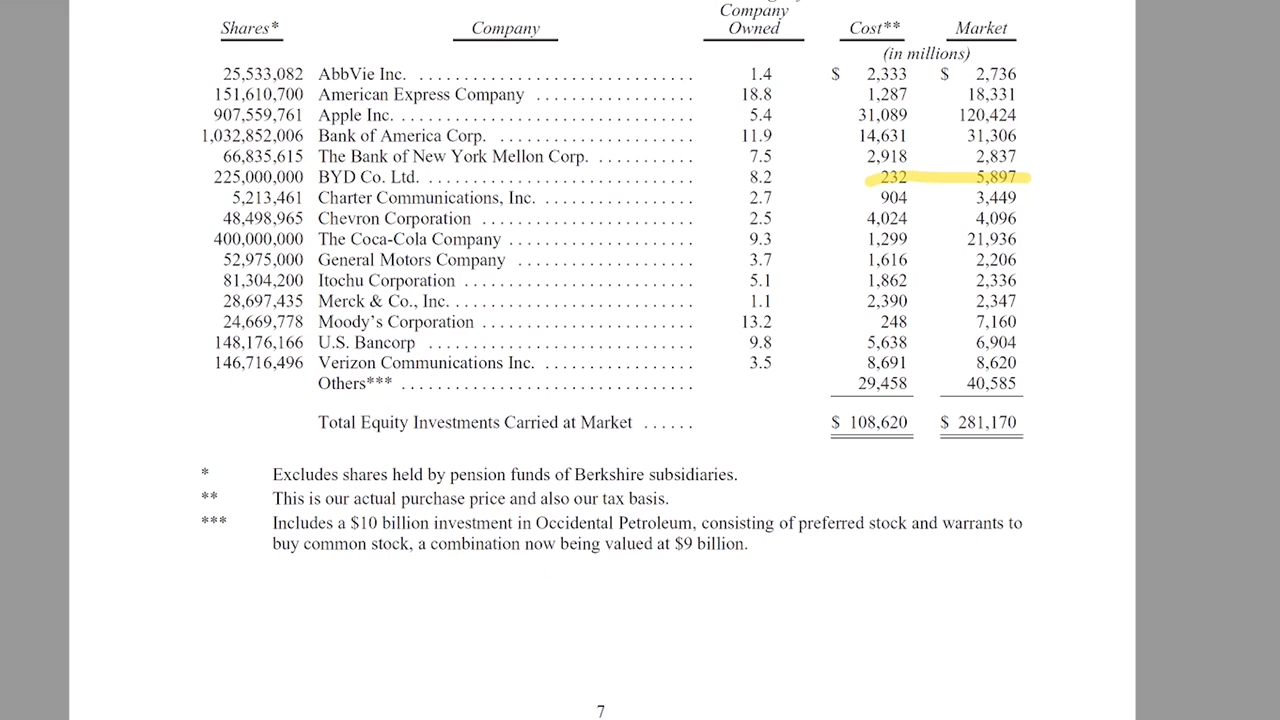 Company
Shares* Company Owned Cost** Market
(in millions)
25,533,082 AbbVie Inc. . . . . . . . . . . . . . . . . . . . . . . . . . . . . . . . 1.4 $ 2,333 $ 2,736
151,610,700 American Express Company . . . . . . . . . . . . . . . . . . 18.8 1,287 18,331
907,559,761 Apple Inc. . . . . . . . . . . . . . . . . . . . . . . . . . . . . . . . . . 5.4 31,089 120,424
1,032,852,006 Bank of America Corp. . . . . . . . . . . . . . . . . . . . . . . 11.9 14,631 31,306
66,835,615 The Bank of New York Mellon Corp. . . . . . . . . . . . 7.5 2,918 2,837
225,000,000 BYD Co. Ltd. . . . . . . . . . . . . . . . . . . . . . . . . . . . . . . 8.2 232 5,897
5,213,461 Charter Communications, Inc. . . . . . . . . . . . . . . . . . 2.7 904 3,449
48,498,965 Chevron Corporation . . . . . . . . . . . . . . . . . . . . . . . . 2.5 4,024 4,096
400,000,000 The Coca-Cola Company . . . . . . . . . . . . . . . . . . . . . 9.3 1,299 21,936
52,975,000 General Motors Company . . . . . . . . . . . . . . . . . . . . 3.7 1,616 2,206
81,304,200 Itochu Corporation . . . . . . . . . . . . . . . . . . . . . . . . . . 5.1 1,862 2,336
28,697,435 Merck & Co., Inc. . . . . . . . . . . . . . . . . . . . . . . . . . . . 1.1 2,390 2,347
24,669,778 Moody's Corporation . . . . . . . . . . . . . . . . . . . . . . . . 13.2 248 7,160
148,176,166 U.S. Bancorp . . . . . . . . . . . . . . . . . . . . . . . . . . . . . . 9.8 5,638 6,904
146,716,496 Verizon Communications Inc. . . . . . . . . . . . . . . . . . 3.5 8,691 8,620
Others*** . . . . . . . . . . . . . . . . . . . . . . . . . . . . . . . . . 29,458 40,585
Total Equity Investments Carried at Market . . . . . . $ 108,620 $ 281,170
* Excludes shares held by pension funds of Berkshire subsidiaries.
** This is our actual purchase price and also our tax basis.
*** Includes a $10 billion investment in Occidental Petroleum, consisting of preferred stock and warrants to
buy common stock, a combination now being valued at $9 billion.
7